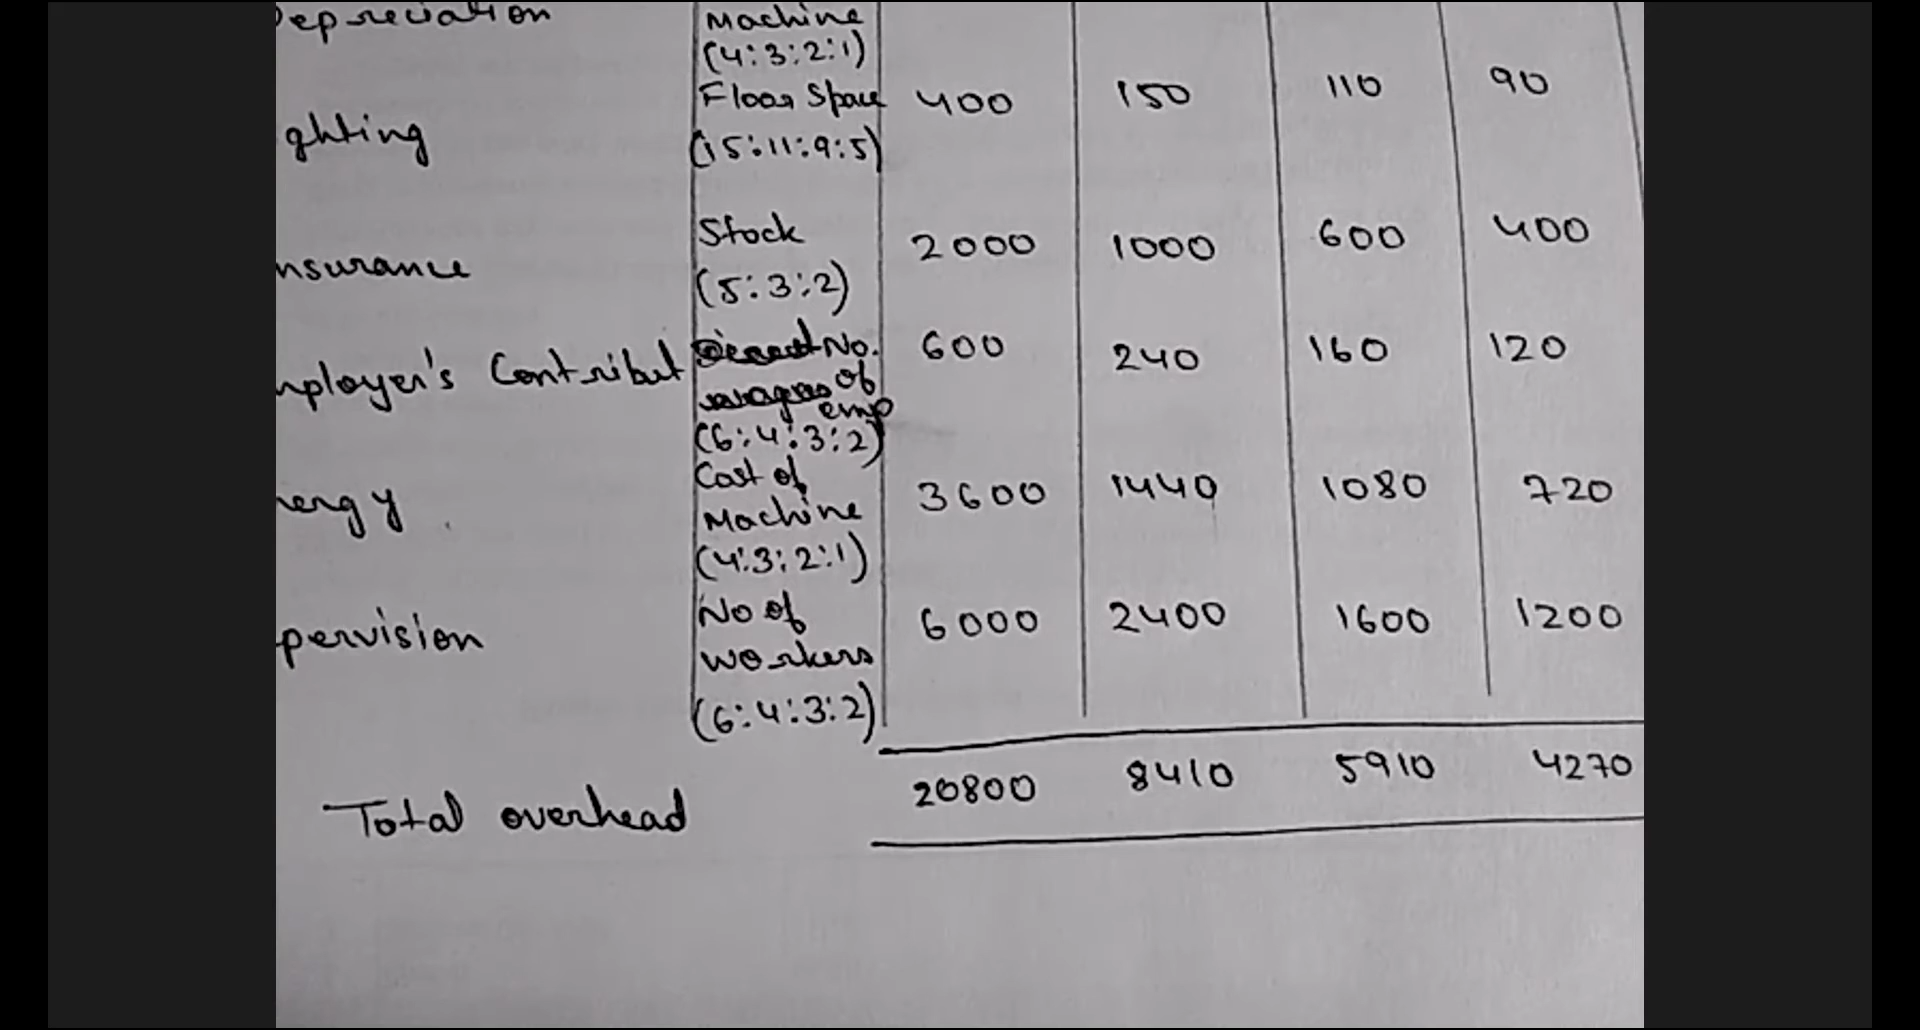 Depreciation Machine
(4:3:2:1)
ghting Floor Space 400 150 110 90
(15:11:9:5)
nsurance Stock 2000 1000 600 400
(5:3:2)
mployer's Contribut No. 600 240 160 120
of
wages emp
(6:4:3:2)
nergy Cost of 3600 1440 1080 720
Machine
(4:3:2:1)
pervision No of 6000 2400 1600 1200
workers
(6:4:3:2)
Total overhead 20800 8410 5910 4270